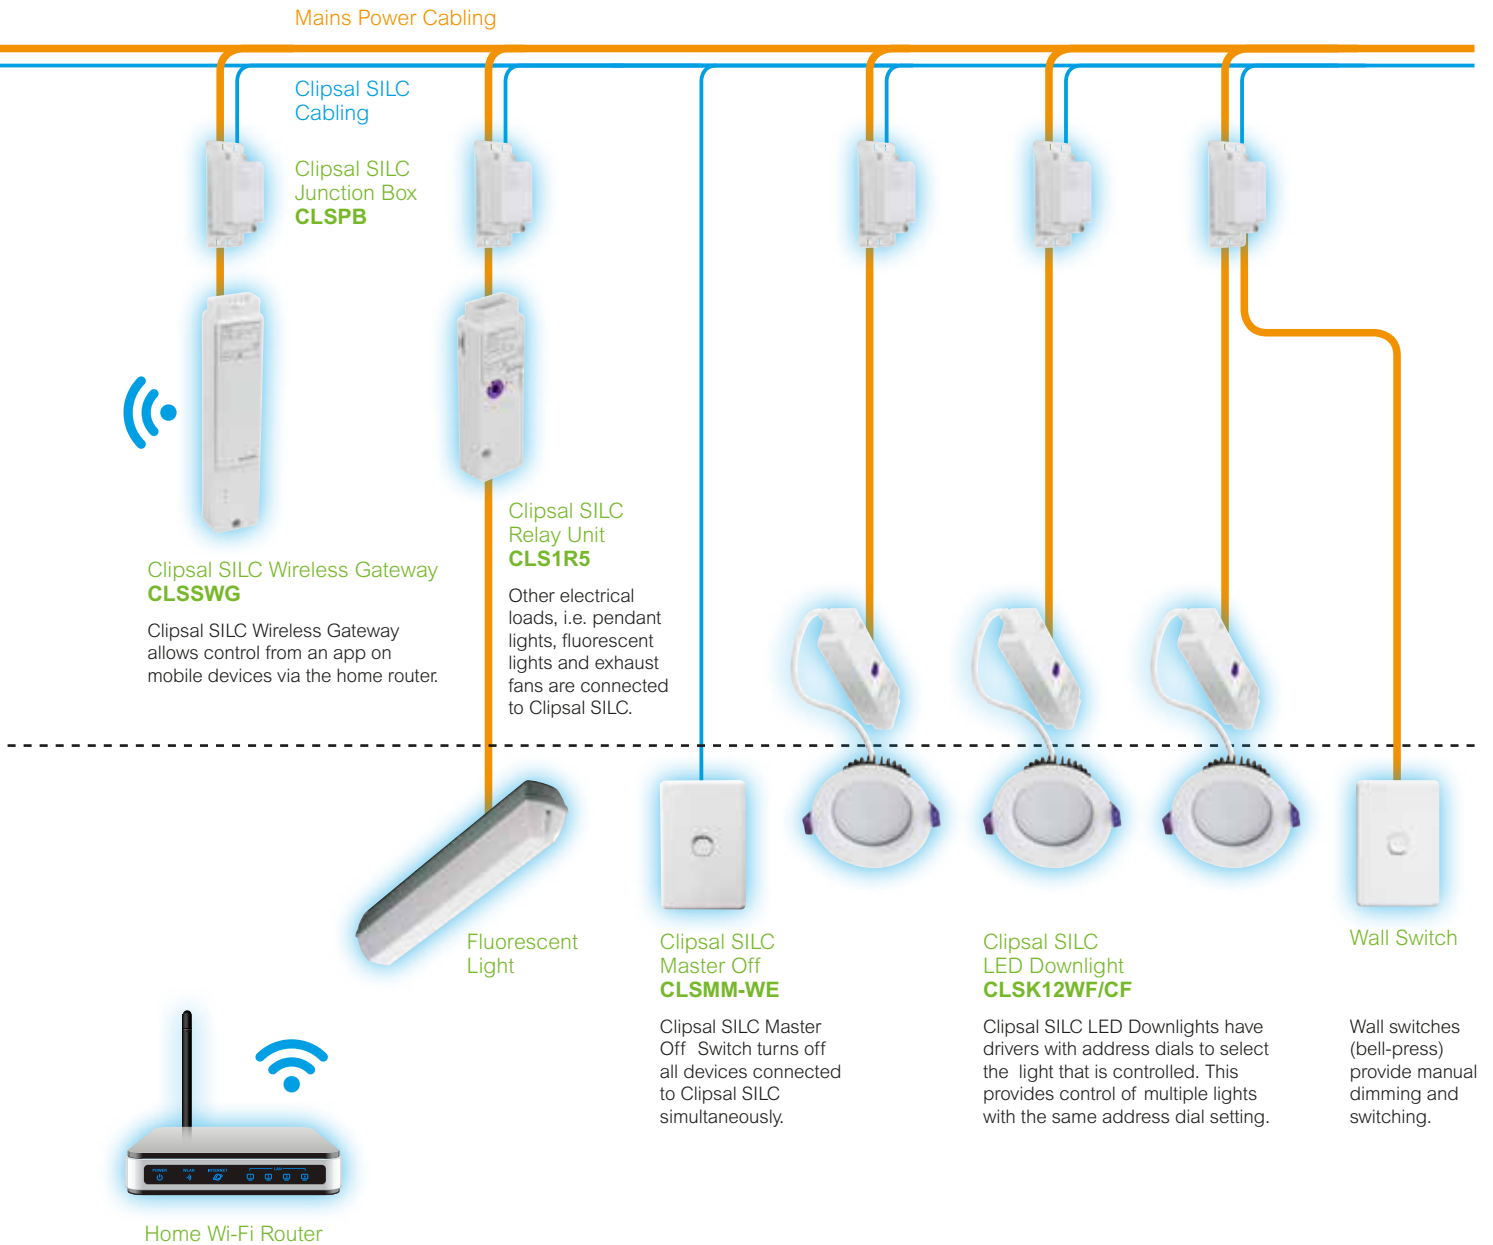 Mains Power Cabling
Clipsal SILC
Cabling
Clipsal SILC
Junction Box
CLSPB
Clipsal SILC
Relay Unit
CLS1R5
Other electrical
loads, i.e. pendant
lights, fluorescent
lights and exhaust
fans are connected
to Clipsal SILC.
Clipsal SILC Wireless Gateway
CLSSWG
Clipsal SILC Wireless Gateway
allows control from an app on
mobile devices via the home router.
Fluorescent
Light
Clipsal SILC
Master Off
CLSMM-WE
Clipsal SILC Master
Off Switch turns off
all devices connected
to Clipsal SILC
simultaneously.
Clipsal SILC
LED Downlight
CLSK12WF/CF
Clipsal SILC LED Downlights have
drivers with address dials to select
the light that is controlled. This
provides control of multiple lights
with the same address dial setting.
Wall Switch
Wall switches
(bell-press)
provide manual
dimming and
switching.
POWER WLAN INTERNET LAN
Home Wi-Fi Router